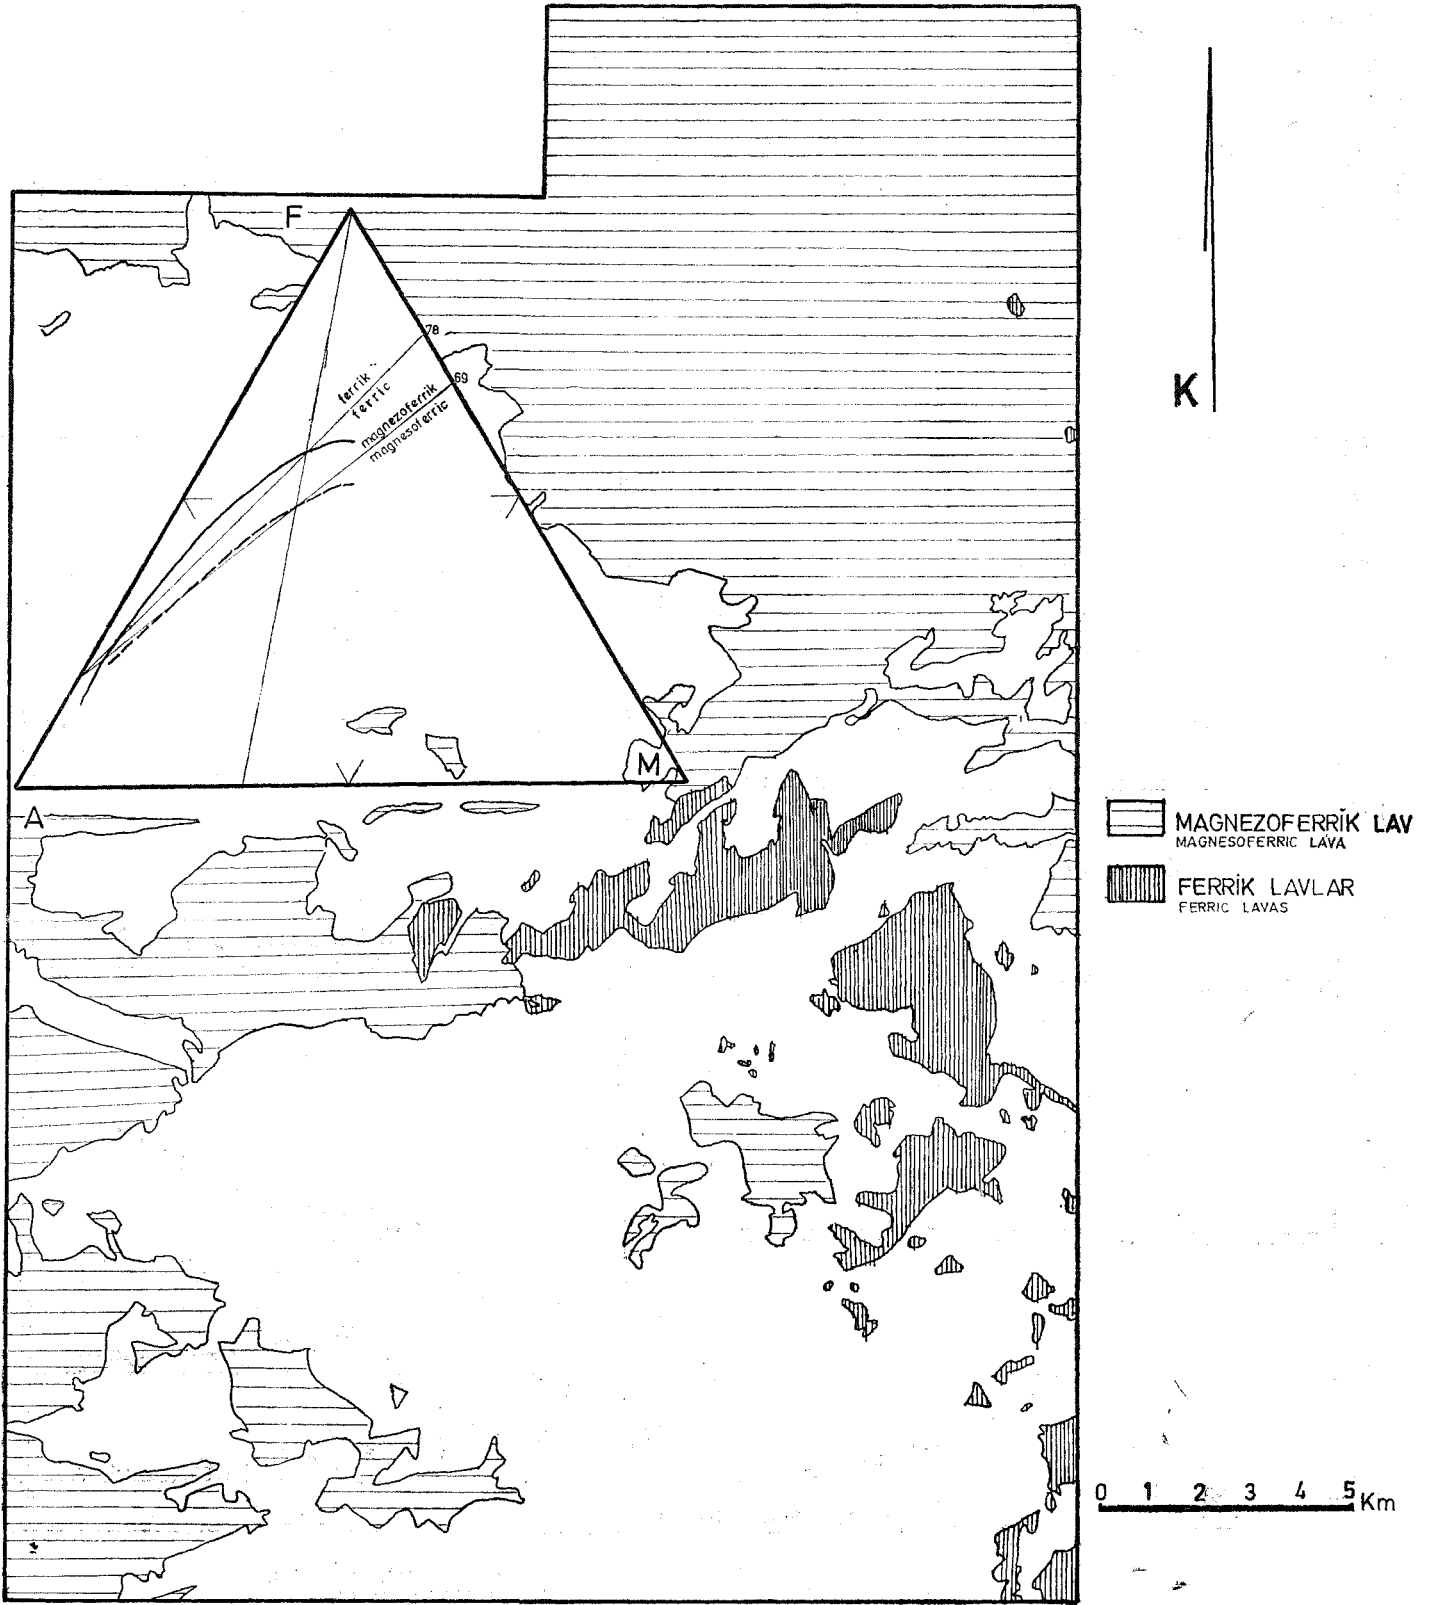 F
78
69
ferrik
ferric
magnezoferrik
magnesoferric
M
A
K
MAGNEZOFERRİK LAV
MAGNESOFERRIC LAVA
FERRİK LAVLAR
FERRIC LAVAS
0 1 2 3 4 5 Km